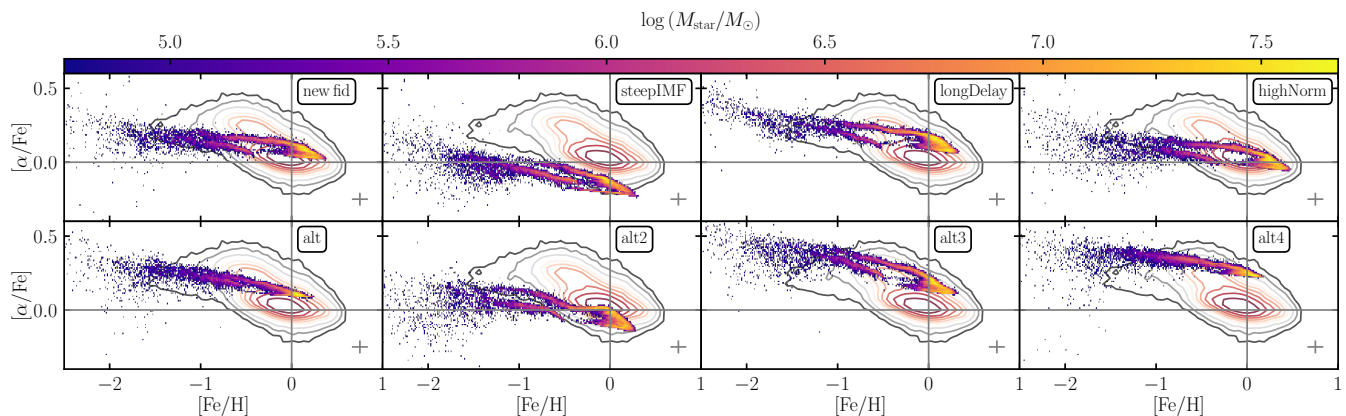 log (M_star/M_⊙)
5.0 5.5 6.0 6.5 7.0 7.5
new fid steepIMF longDelay highNorm
0.5
0.0
[α/Fe]
alt alt2 alt3 alt4
0.5
0.0
[α/Fe]
−2 −1 0 1 −2 −1 0 1 −2 −1 0 1 −2 −1 0 1
[Fe/H] [Fe/H] [Fe/H] [Fe/H]